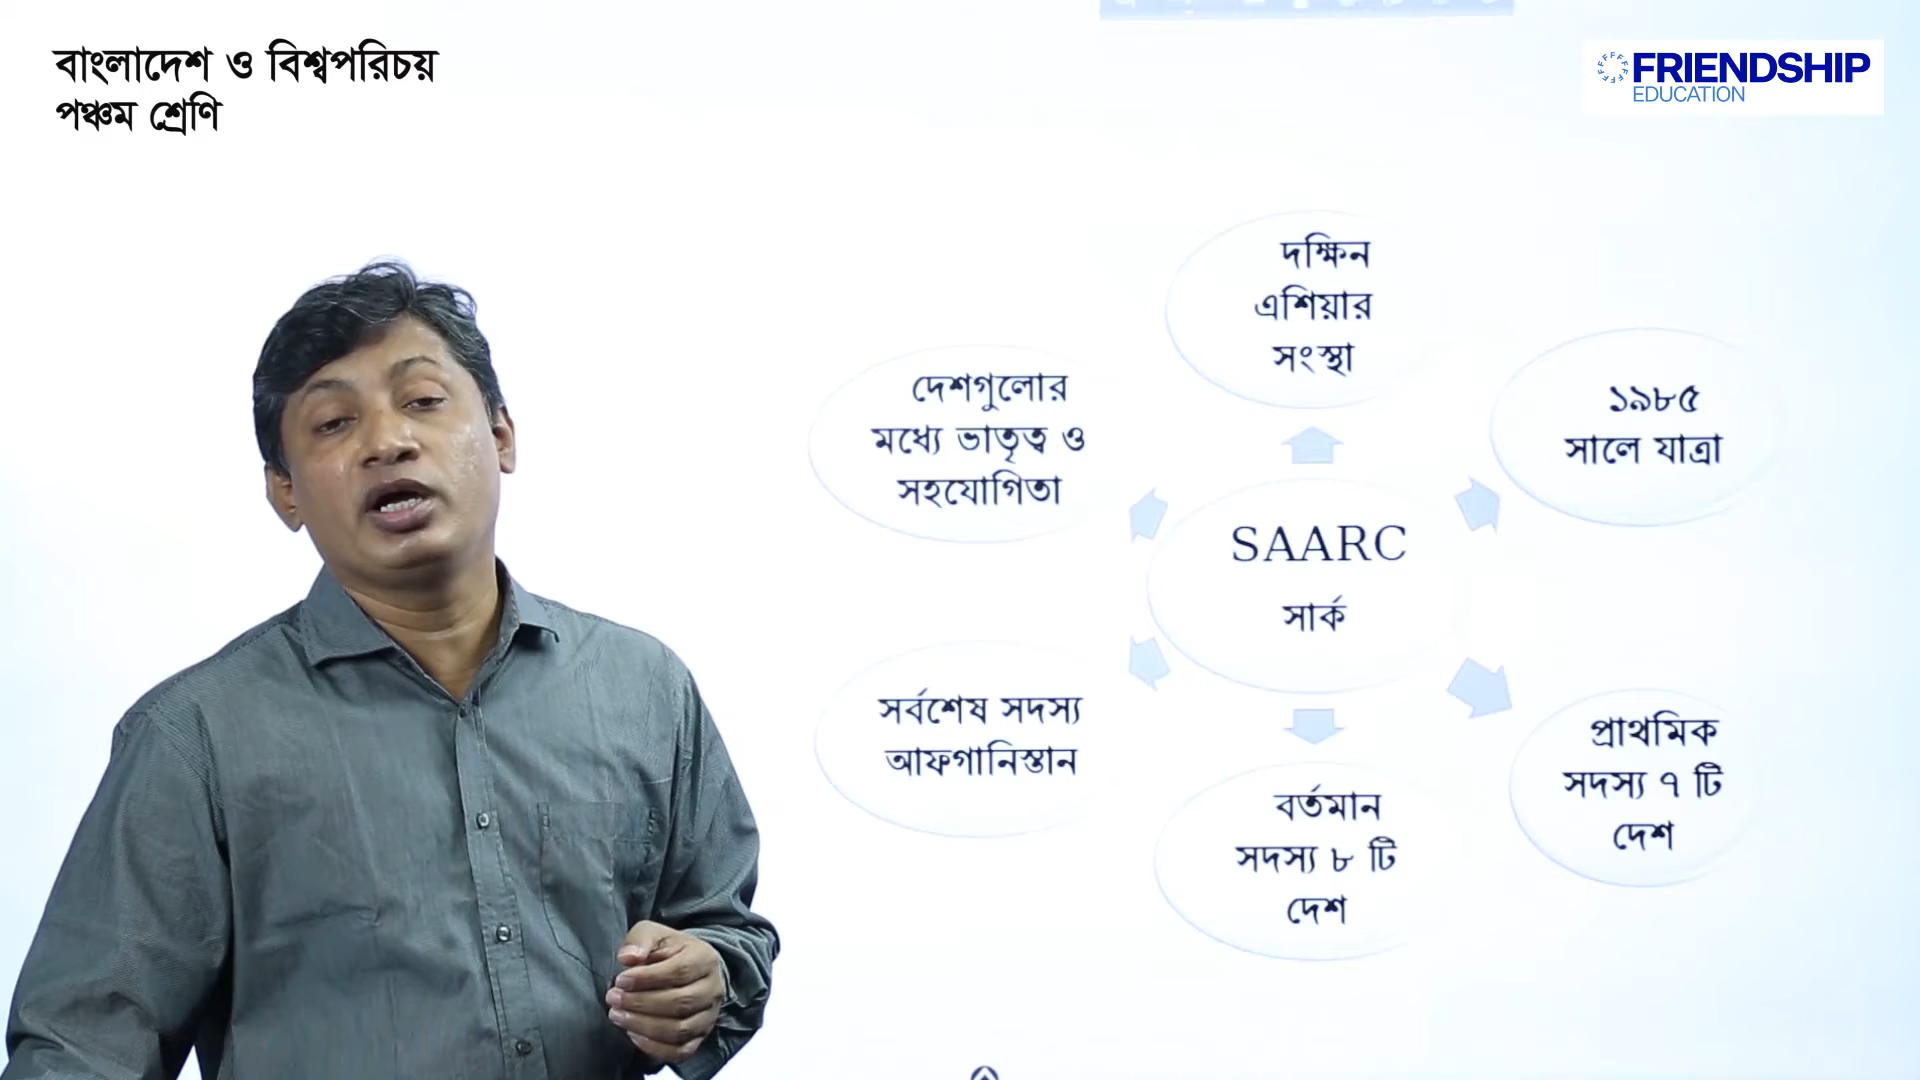 বাংলাদেশ ও বিশ্বপরিচয়
পঞ্চম শ্রেণি
FRIENDSHIP
EDUCATION
দক্ষিন
এশিয়ার
সংস্থা
১৯৮৫
সালে যাত্রা
প্রাথমিক
সদস্য ৭ টি
দেশ
বর্তমান
সদস্য ৮ টি
দেশ
সর্বশেষ সদস্য
আফগানিস্তান
দেশগুলোর
মধ্যে ভাতৃত্ব ও
সহযোগিতা
SAARC
সার্ক